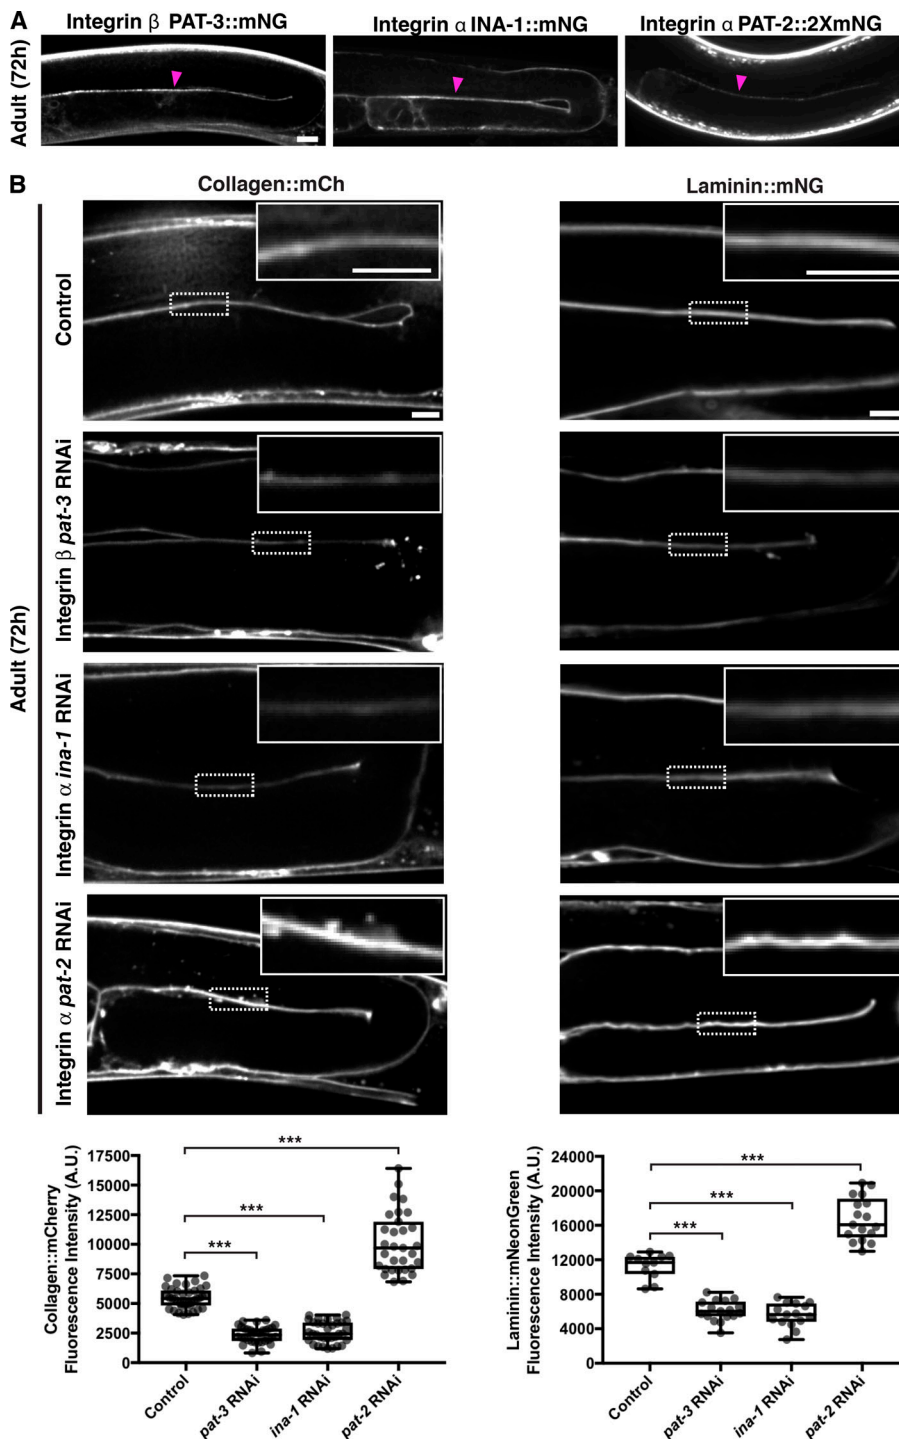 A
Integrin β PAT-3::mNG
Integrin α INA-1::mNG
Integrin α PAT-2::2XmNG
Adult (72h)
B
Collagen::mCh
Laminin::mNG
Adult (72h)
Control
Integrin β pat-3 RNAi
Integrin α ina-1 RNAi
Integrin α pat-2 RNAi
Collagen::mCherry
Fluorescence Intensity (A.U.)
17500
15000
12500
10000
7500
5000
2500
0
***
***
***
Control
pat-3 RNAi
ina-1 RNAi
pat-2 RNAi
Laminin::mNeonGreen
Fluorescence Intensity (A.U.)
24000
20000
16000
12000
8000
4000
0
***
***
***
Control
pat-3 RNAi
ina-1 RNAi
pat-2 RNAi